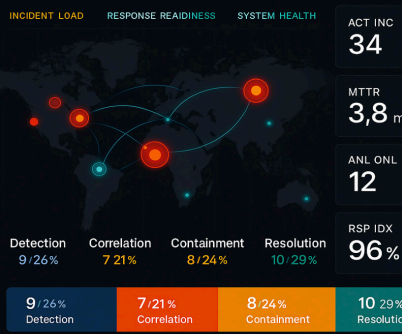 INCIDENT LOAD RESPONSE REAIDINESS SYSTEM HEALTH
ACT INC
34
MTTR
3,8 m
ANL ONL
12
RSP IDX
96%
Detection Correlation Containment Resolution
9/26% 7 21% 8/24% 10/29%
9/26% 7/21% 8/24% 10 29%
Detection Correlation Containment Resolutio